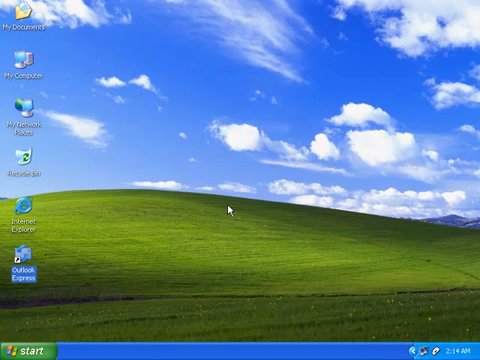 My Documents
My Computer
My Network
Places
Recycle Bin
Internet
Explorer
Outlook
Express
start
2:14 AM